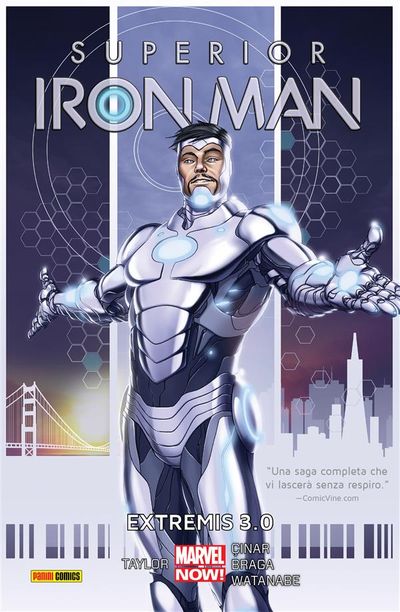 SUPERIOR
IRON MAN
"Una saga completa che
vi lascerà senza respiro."
—ComicVine.com
EXTREMIS 3.0
TAYLOR
MARVEL
NOW!
ÇINAR
BRAGA
WATANABE
PANINI COMICS